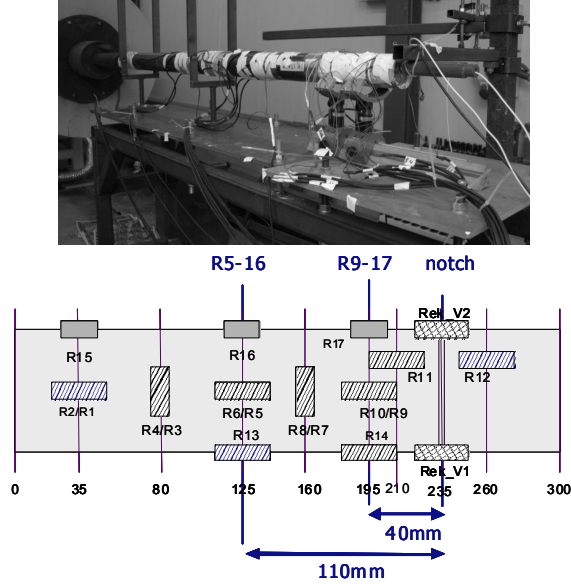 R5-16 R9-17 notch
Rek_V2
R17
R15 R16
R11 R12
R2/R1 R6/R5 R10/R9
R4/R3 R13 R8/R7 R14
Rek_V1
0 35 80 125 160 195 210 235 260 300
40mm
110mm